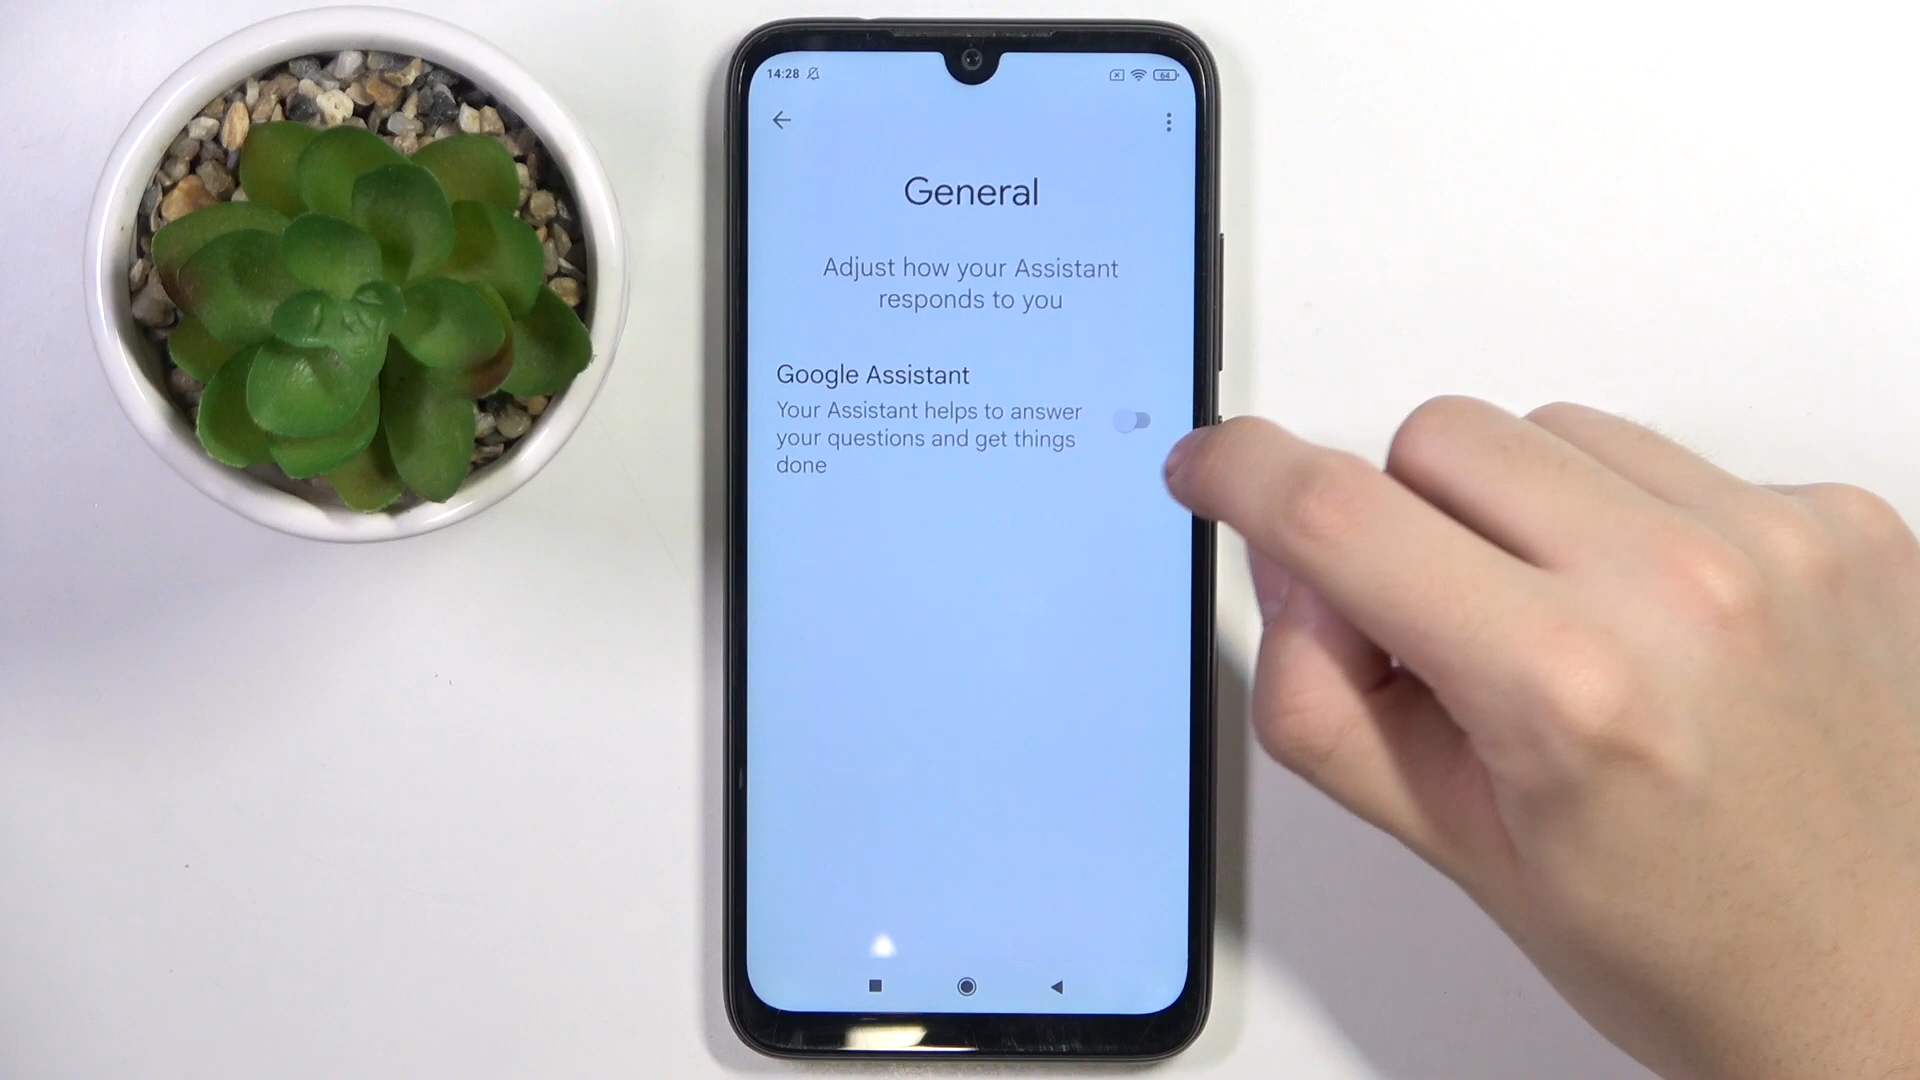 14:28
64
General
Adjust how your Assistant
responds to you
Google Assistant
Your Assistant helps to answer
your questions and get things
done